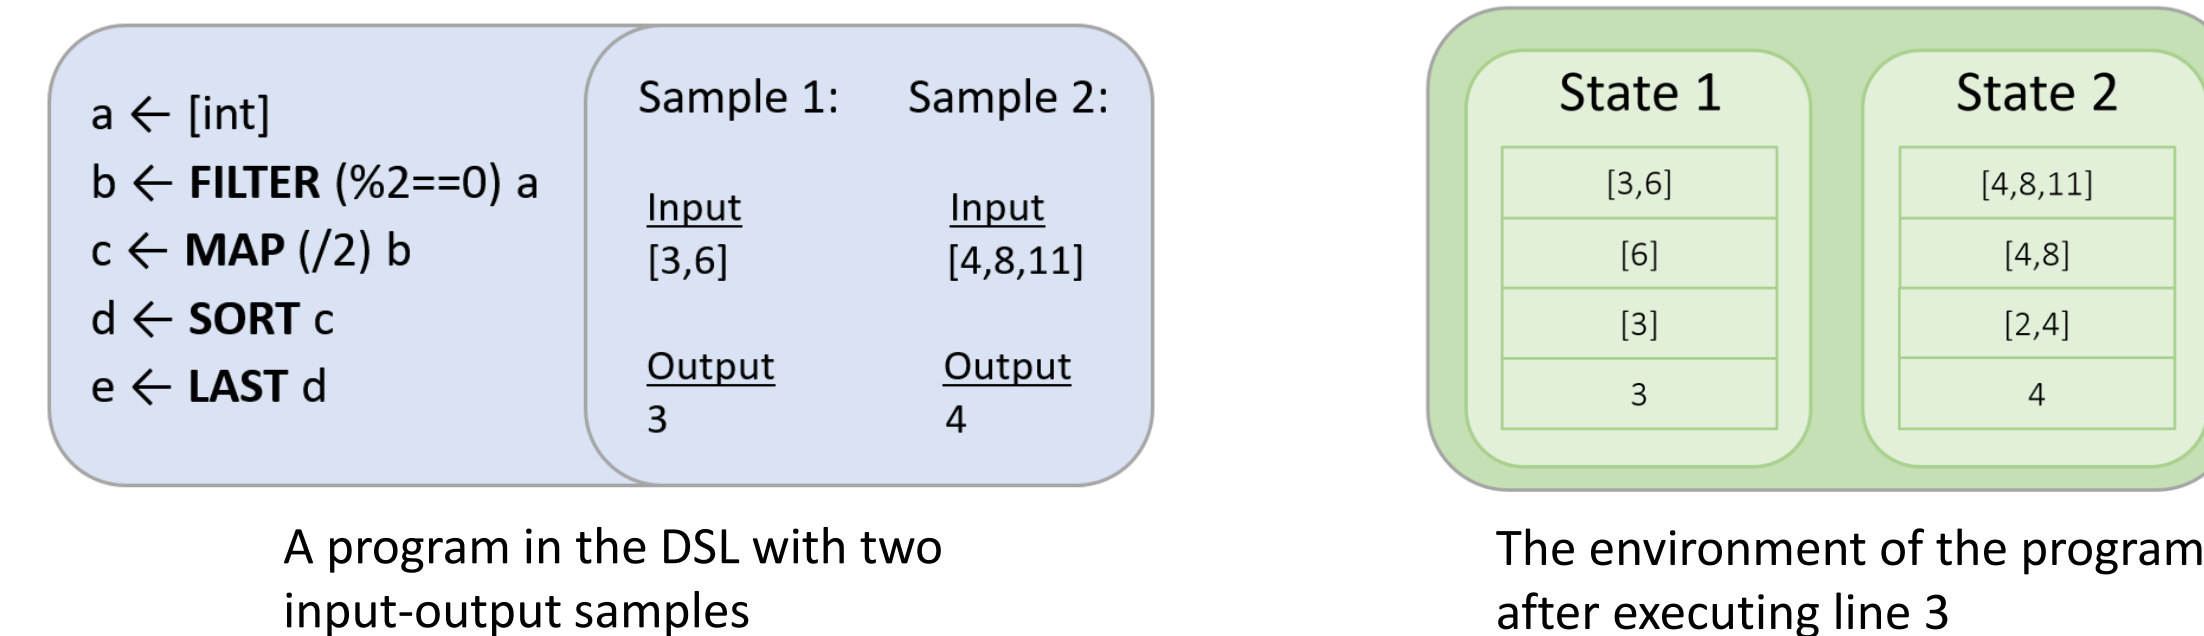 a ← [int]
b ← FILTER (%2==0) a
c ← MAP (/2) b
d ← SORT c
e ← LAST d
Sample 1:
Input
[3,6]
Output
3
Sample 2:
Input
[4,8,11]
Output
4
A program in the DSL with two
input-output samples
State 1
[3,6]
[6]
[3]
3
State 2
[4,8,11]
[4,8]
[2,4]
4
The environment of the program
after executing line 3